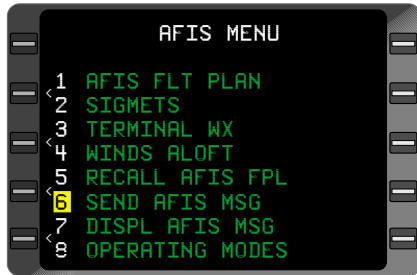 AFIS MENU
1 AFIS FLT PLAN
<
2 SIGMETS
3 TERMINAL WX
<
4 WINDS ALOFT
5 RECALL AFIS FPL
<
6 SEND AFIS MSG
7 DISPL AFIS MSG
<
8 OPERATING MODES